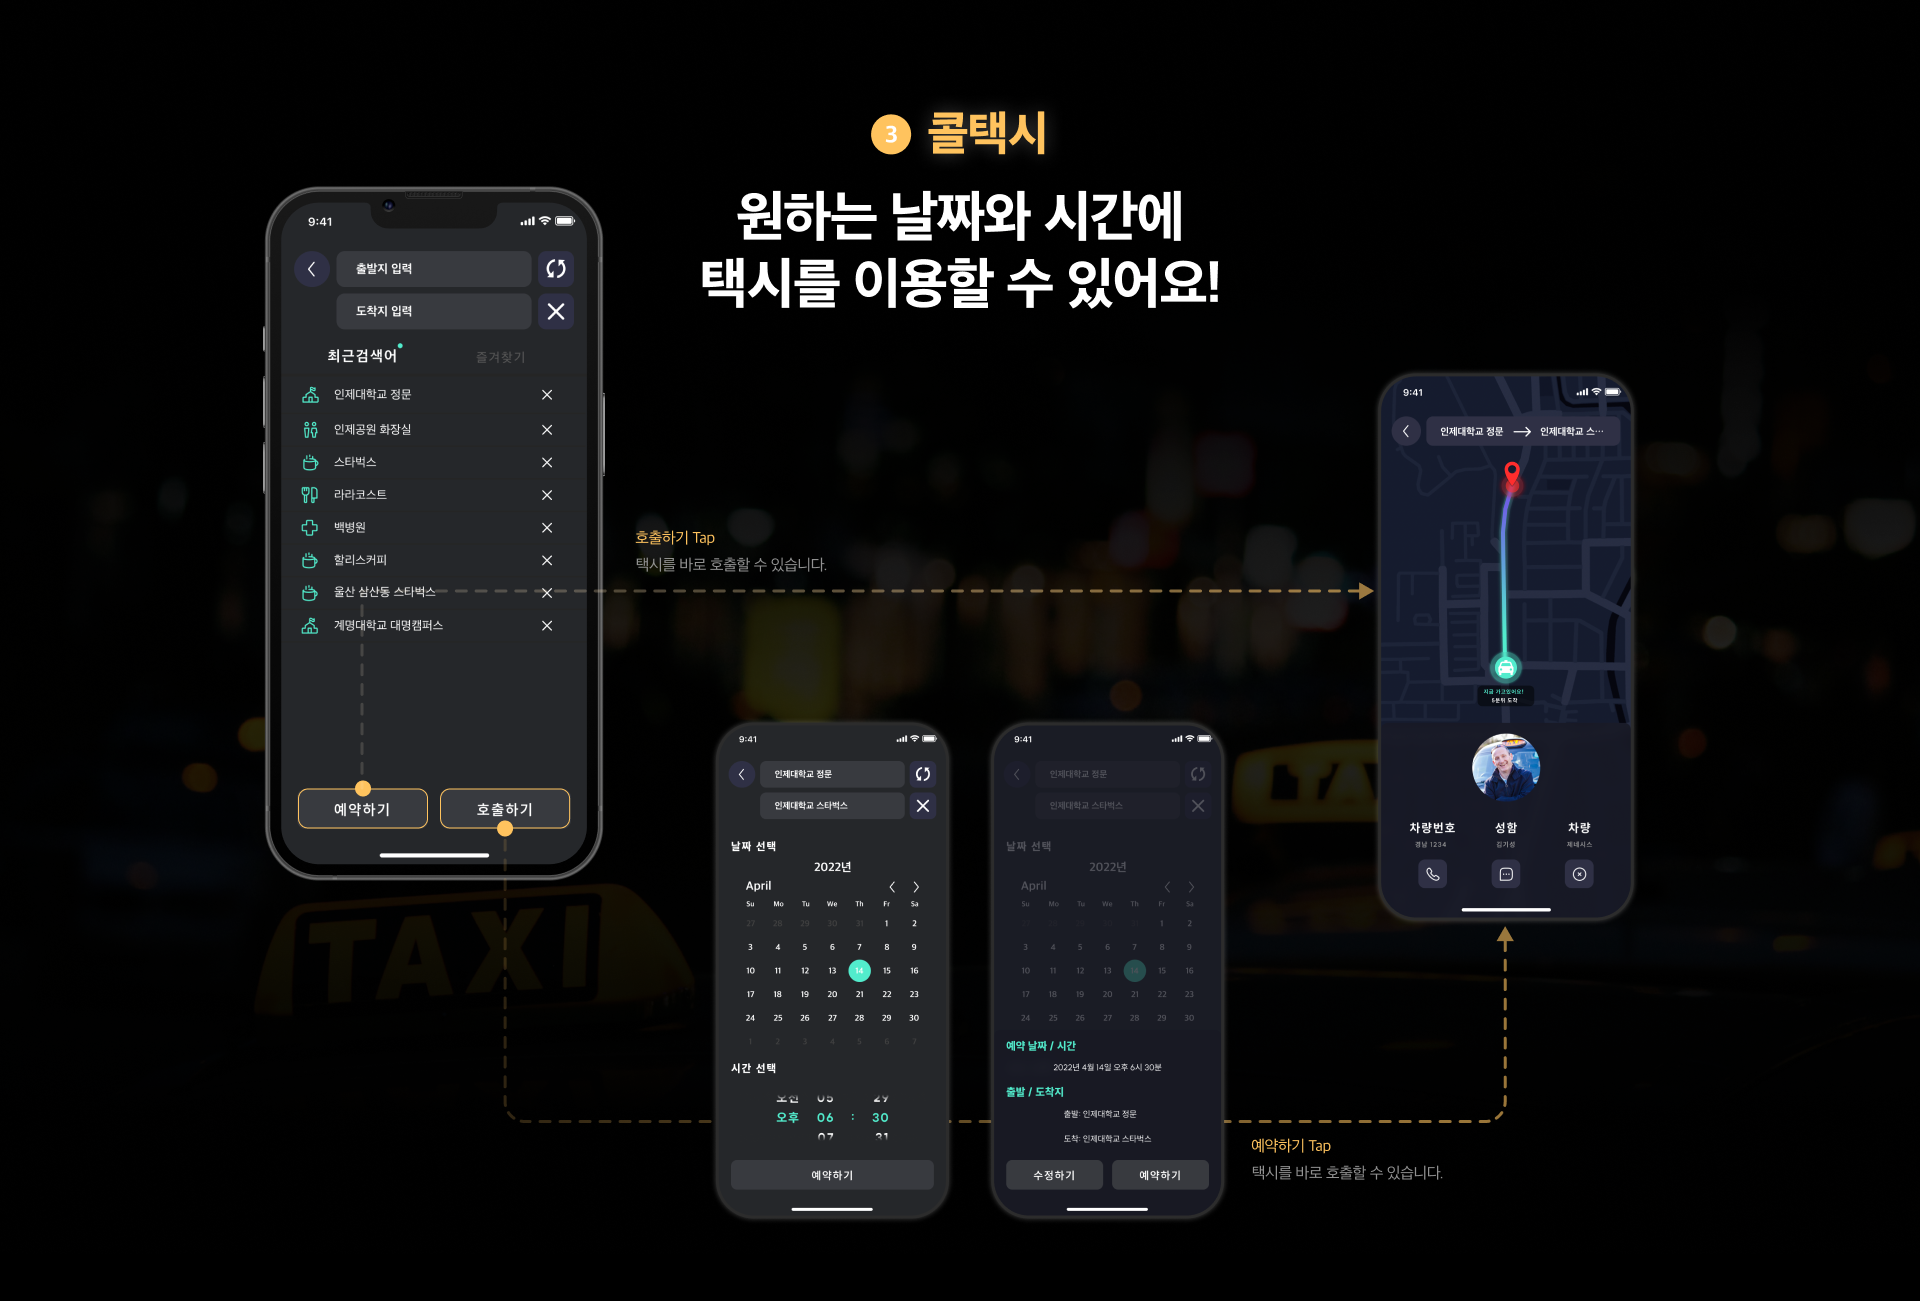 3 콜택시
원하는 날짜와 시간에
택시를 이용할 수 있어요!
9:41
출발지 입력
도착지 입력
최근검색어
즐겨찾기
인제대학교 정문
인제공원 화장실
스타벅스
라라코스트
백병원
할리스커피
울산 삼산동 스타벅스
계명대학교 대명캠퍼스
예약하기
호출하기
호출하기 Tap
택시를 바로 호출할 수 있습니다.
9:41
인제대학교 정문
인제대학교 스타벅스
날짜 선택
2022년
April
Su Mo Tu We Th Fr Sa
27 28 29 30 31 1 2
3 4 5 6 7 8 9
10 11 12 13 14 15 16
17 18 19 20 21 22 23
24 25 26 27 28 29 30
1 2 3 4 5 6 7
시간 선택
오전 05 29
오후 06 : 30
07 31
예약하기
9:41
인제대학교 정문
인제대학교 스타벅스
날짜 선택
2022년
April
Su Mo Tu We Th Fr Sa
1 2
3 4 5 6 7 8 9
10 11 12 13 14 15 16
17 18 19 20 21 22 23
24 25 26 27 28 29 30
예약 날짜 / 시간
2022년 4월 14일 오후 6시 30분
출발 / 도착지
출발: 인제대학교 정문
도착: 인제대학교 스타벅스
수정하기
예약하기
9:41
인제대학교 정문 → 인제대학교 스···
지금 가고있어요!
5분뒤 도착
차량번호
경남 1234
성함
김기성
차량
제네시스
예약하기 Tap
택시를 바로 호출할 수 있습니다.
TAXI
TAX